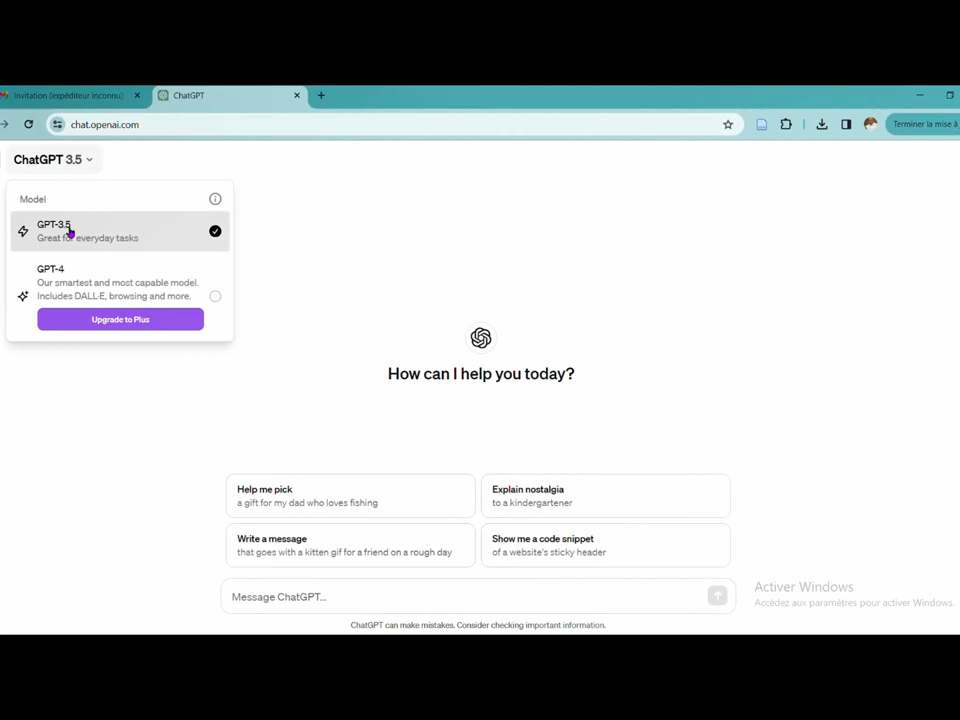 Invitation (expéditeur inconnu)
ChatGPT
chat.openai.com
Terminer la mise à
ChatGPT 3.5
Model
GPT-3.5
Great for everyday tasks
GPT-4
Our smartest and most capable model.
Includes DALL·E, browsing and more.
Upgrade to Plus
How can I help you today?
Help me pick
a gift for my dad who loves fishing
Explain nostalgia
to a kindergartener
Write a message
that goes with a kitten gif for a friend on a rough day
Show me a code snippet
of a website's sticky header
Message ChatGPT...
Activer Windows
Accédez aux paramètres pour activer Windows.
ChatGPT can make mistakes. Consider checking important information.